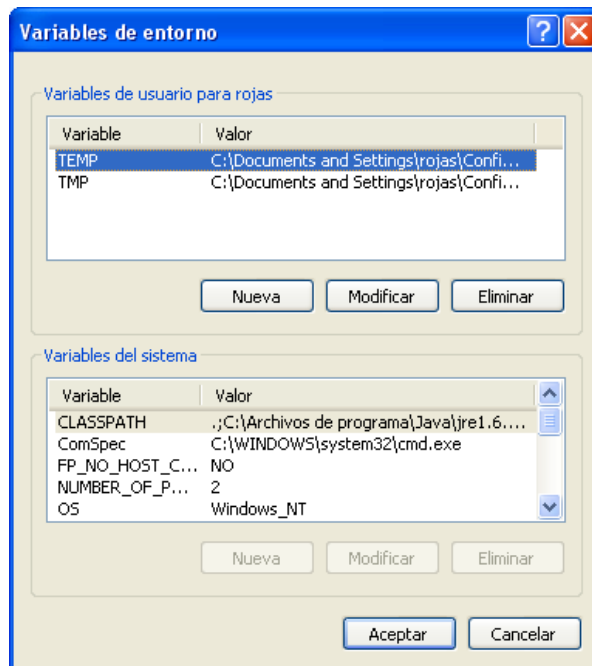 Variables de entorno
Variables de usuario para rojas
Variable Valor
TEMP C:\Documents and Settings\rojas\Confi...
TMP C:\Documents and Settings\rojas\Confi...
Nueva Modificar Eliminar
Variables del sistema
Variable Valor
CLASSPATH .;C:\Archivos de programa\Java\jre1.6....
ComSpec C:\WINDOWS\system32\cmd.exe
FP_NO_HOST_C... NO
NUMBER_OF_P... 2
OS Windows_NT
Nueva Modificar Eliminar
Aceptar Cancelar